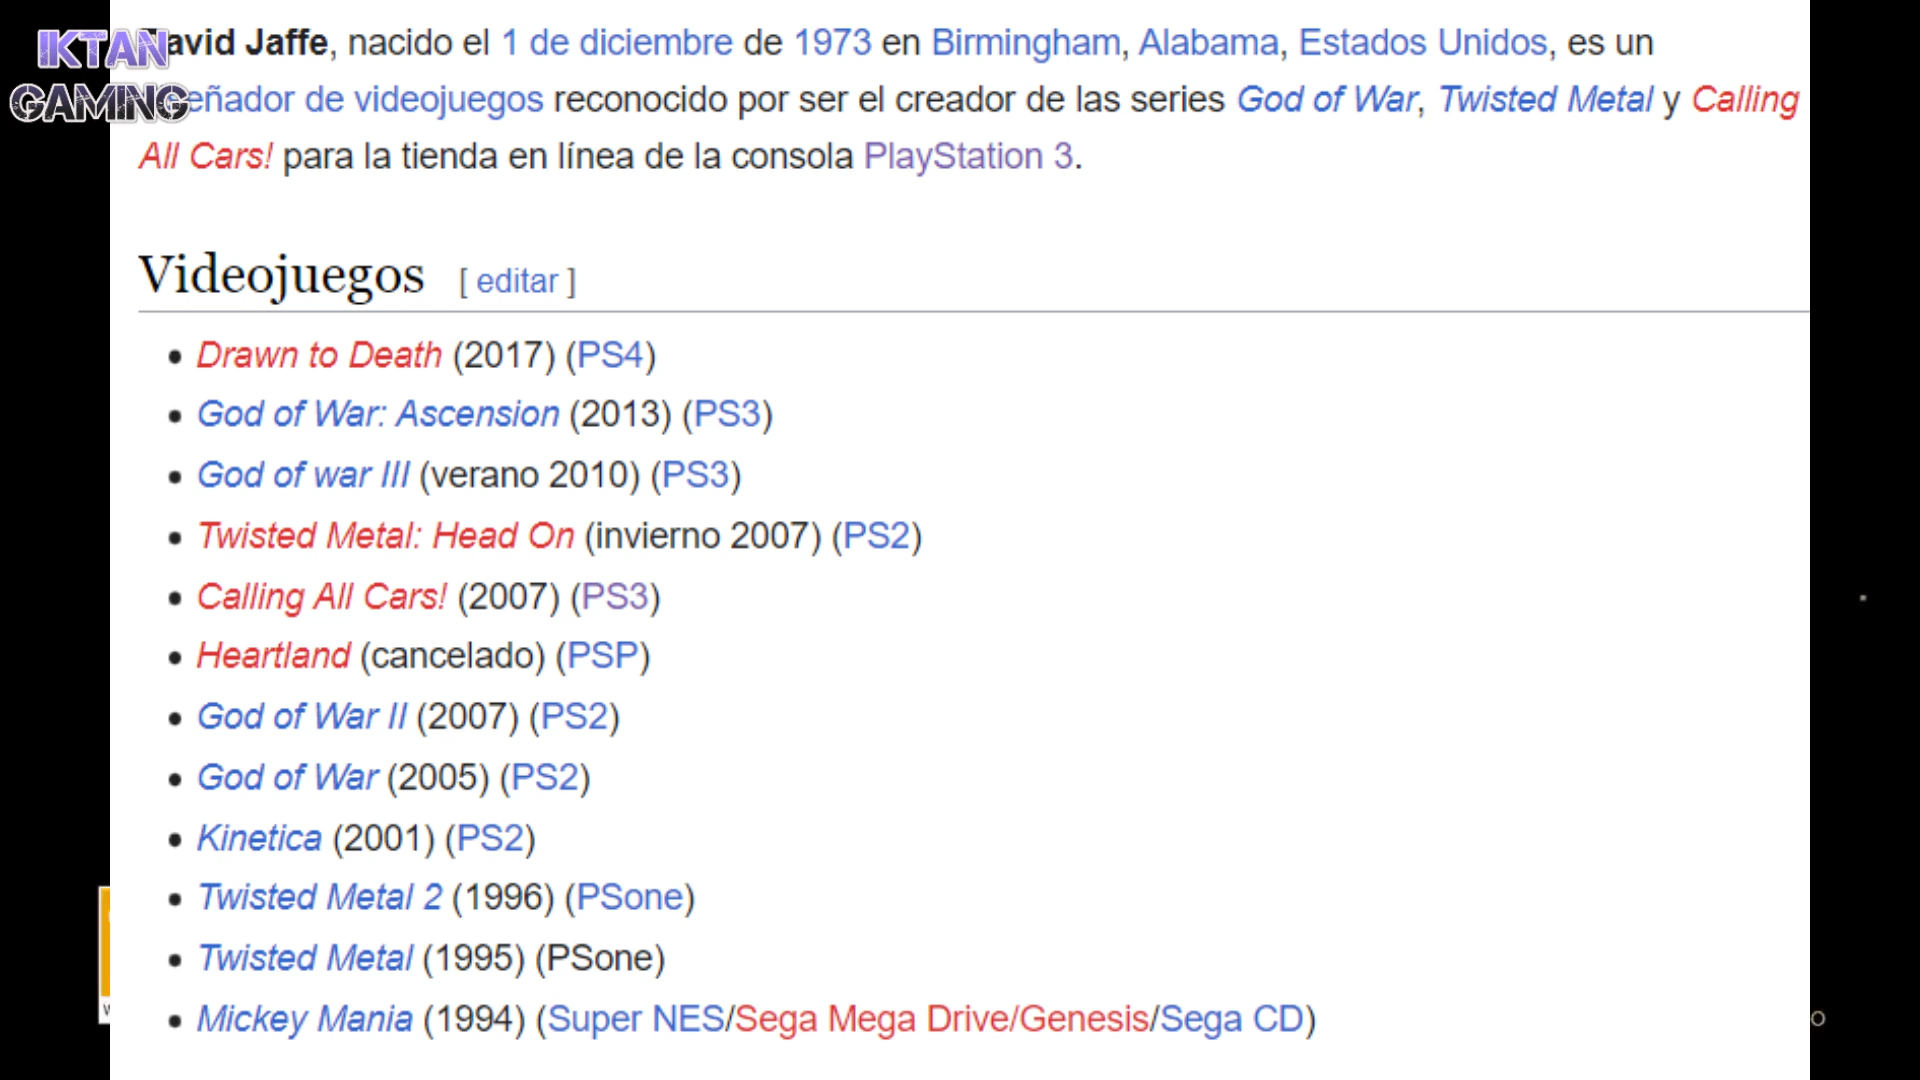 IKTAN
GAMING
avid Jaffe, nacido el 1 de diciembre de 1973 en Birmingham, Alabama, Estados Unidos, es un
eñador de videojuegos reconocido por ser el creador de las series God of War, Twisted Metal y Calling
All Cars! para la tienda en línea de la consola PlayStation 3.
Videojuegos [ editar ]
• Drawn to Death (2017) (PS4)
• God of War: Ascension (2013) (PS3)
• God of war III (verano 2010) (PS3)
• Twisted Metal: Head On (invierno 2007) (PS2)
• Calling All Cars! (2007) (PS3)
• Heartland (cancelado) (PSP)
• God of War II (2007) (PS2)
• God of War (2005) (PS2)
• Kinetica (2001) (PS2)
• Twisted Metal 2 (1996) (PSone)
• Twisted Metal (1995) (PSone)
• Mickey Mania (1994) (Super NES/Sega Mega Drive/Genesis/Sega CD)